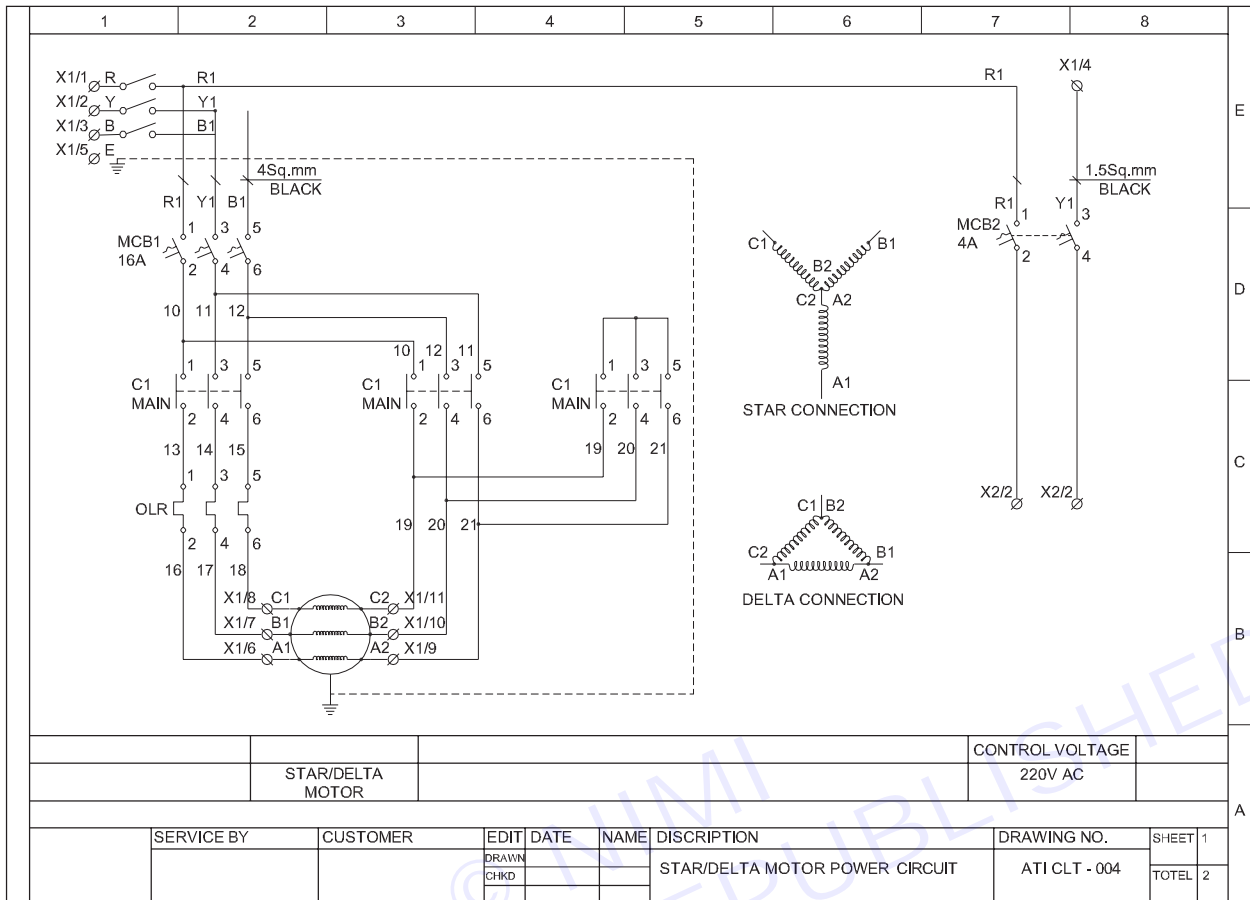 1 2 3 4 5 6 7 8
X1/1 R R1 R1 X1/4
X1/2 Y Y1
X1/3 B B1
X1/5 E
E
4Sq.mm
BLACK
1.5Sq.mm
BLACK
R1 Y1 B1
R1 Y1
MCB1
16A
1 3 5
2 4 6
MCB2
4A
1 3
2 4
C1 B1
B2
C2 A2
A1
STAR CONNECTION
D
10 11 12
10 12 11
C1
MAIN
1 3 5
2 4 6
C1
MAIN
1 3 5
2 4 6
C1
MAIN
1 3 5
2 4 6
13 14 15
19 20 21
C
OLR
1 3 5
2 4 6
19 20 21
X2/2 X2/2
C1 B2
C2 B1
A1 A2
DELTA CONNECTION
16 17 18
X1/8 C1 C2 X1/11
X1/7 B1 B2 X1/10
X1/6 A1 A2 X1/9
B
CONTROL VOLTAGE
STAR/DELTA
MOTOR
220V AC
A
SERVICE BY CUSTOMER EDIT DATE NAME DISCRIPTION DRAWING NO. SHEET 1
DRAWN
CHKD
STAR/DELTA MOTOR POWER CIRCUIT
ATI CLT - 004
TOTEL 2
© NIMI
EPUBLISHED